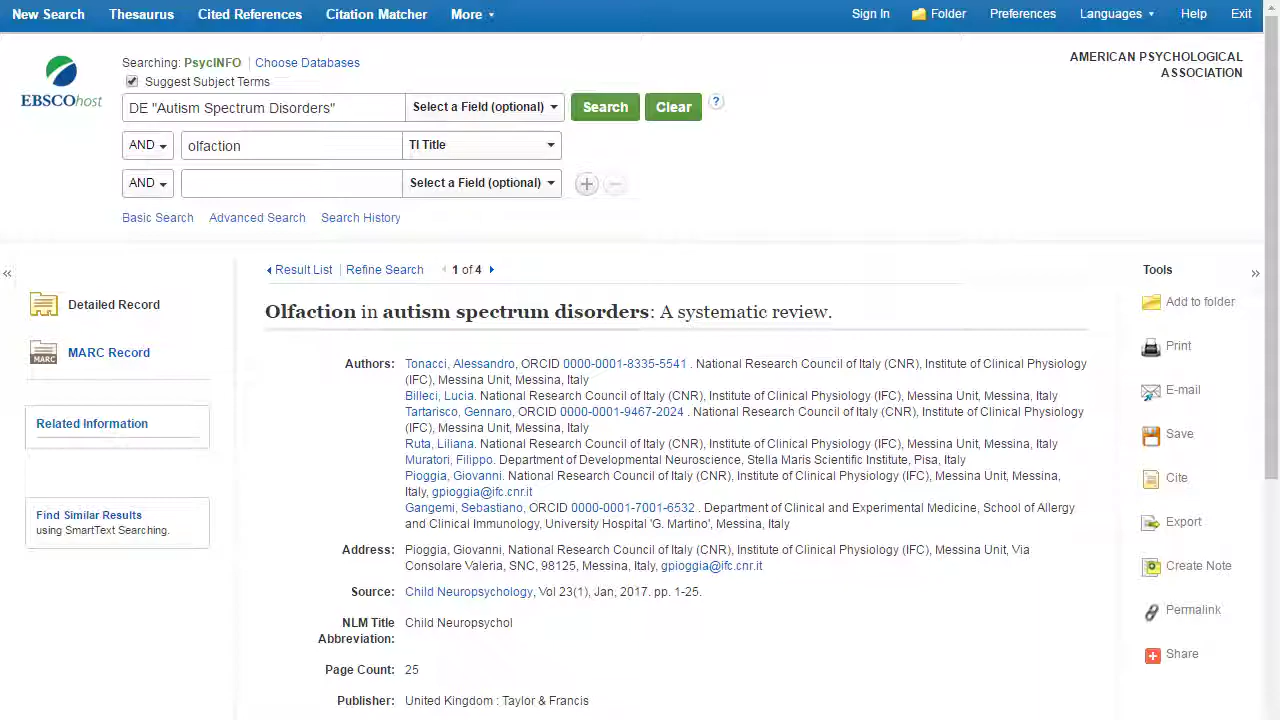 New Search Thesaurus Cited References Citation Matcher More Sign In Folder Preferences Languages Help Exit
AMERICAN PSYCHOLOGICAL
ASSOCIATION
EBSCOhost
Searching: PsycINFO Choose Databases
Suggest Subject Terms
DE "Autism Spectrum Disorders" Select a Field (optional) Search Clear ?
AND olfaction TI Title
AND Select a Field (optional)
Basic Search Advanced Search Search History
«
Detailed Record
MARC
MARC Record
Related Information
Find Similar Results
using SmartText Searching.
Result List Refine Search 1 of 4
Olfaction in autism spectrum disorders: A systematic review.
Authors: Tonacci, Alessandro, ORCID 0000-0001-8335-5541 . National Research Council of Italy (CNR), Institute of Clinical Physiology
(IFC), Messina Unit, Messina, Italy
Billeci, Lucia. National Research Council of Italy (CNR), Institute of Clinical Physiology (IFC), Messina Unit, Messina, Italy
Tartarisco, Gennaro, ORCID 0000-0001-9467-2024 . National Research Council of Italy (CNR), Institute of Clinical Physiology
(IFC), Messina Unit, Messina, Italy
Ruta, Liliana. National Research Council of Italy (CNR), Institute of Clinical Physiology (IFC), Messina Unit, Messina, Italy
Muratori, Filippo. Department of Developmental Neuroscience, Stella Maris Scientific Institute, Pisa, Italy
Pioggia, Giovanni. National Research Council of Italy (CNR), Institute of Clinical Physiology (IFC), Messina Unit, Messina,
Italy, gpioggia@ifc.cnr.it
Gangemi, Sebastiano, ORCID 0000-0001-7001-6532 . Department of Clinical and Experimental Medicine, School of Allergy
and Clinical Immunology, University Hospital 'G. Martino', Messina, Italy
Address: Pioggia, Giovanni, National Research Council of Italy (CNR), Institute of Clinical Physiology (IFC), Messina Unit, Via
Consolare Valeria, SNC, 98125, Messina, Italy, gpioggia@ifc.cnr.it
Source: Child Neuropsychology, Vol 23(1), Jan, 2017. pp. 1-25.
NLM Title
Abbreviation: Child Neuropsychol
Page Count: 25
Publisher: United Kingdom : Taylor & Francis
Tools
»
Add to folder
Print
E-mail
Save
Cite
Export
Create Note
Permalink
Share